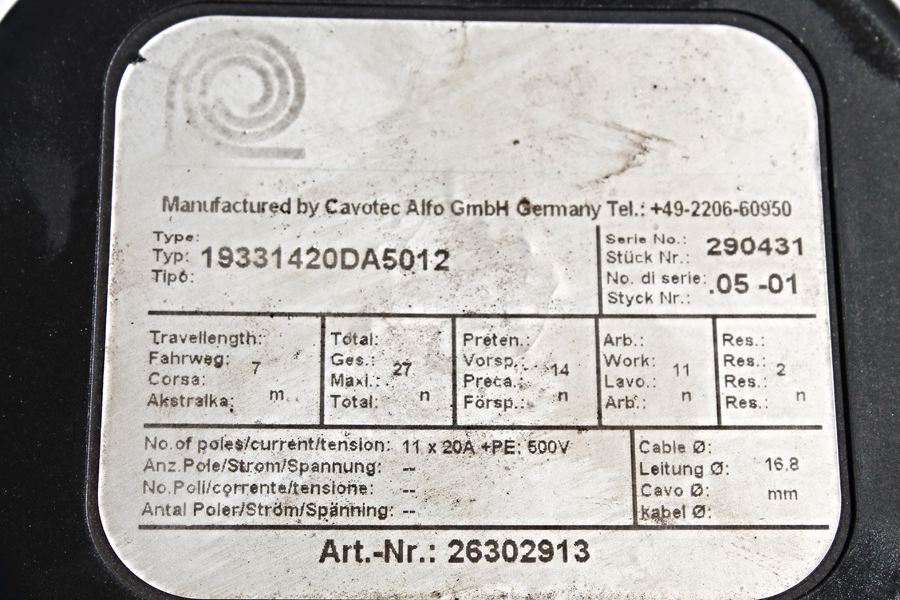 Manufactured by Cavotec Alfo GmbH Germany Tel.: +49-2206-60950
Type:
Typ: 19331420DA5012
Tipo:
Serie No.: 290431
Stück Nr.:
No. di serie: .05 -01
Styck Nr.:
Travellength:
Fahrweg: 7
Corsa:
Akstralka: m
Total:
Ges.: 27
Maxi.:
Total: n
Preten.:
Vorsp.: 14
Preca.:
Försp.: n
Arb.:
Work: 11
Lavo.:
Arb.: n
Res.:
Res.: 2
Res.:
Res.: n
No.of poles/current/tension: 11 x 20A +PE; 500V
Anz.Pole/Strom/Spannung: --
No.Poli/corrente/tensione: --
Antal Poler/Ström/Spänning: --
Cable Ø:
Leitung Ø: 16.8
Cavo Ø: mm
kabel Ø:
Art.-Nr.: 26302913